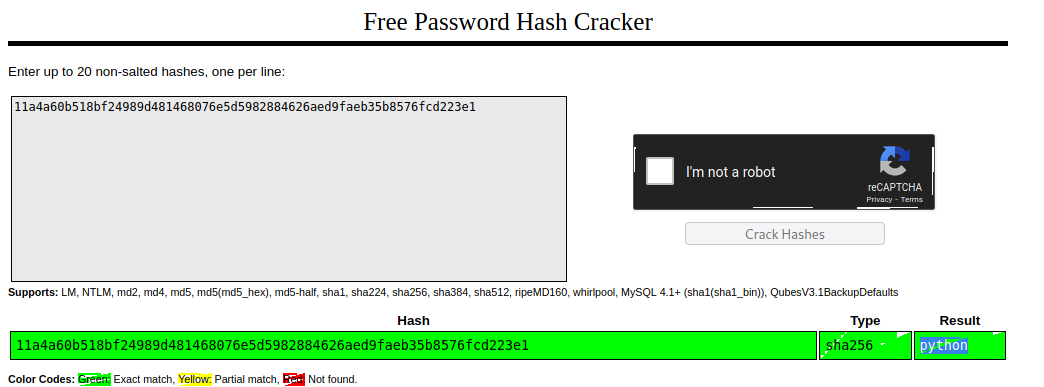 Free Password Hash Cracker
Enter up to 20 non-salted hashes, one per line:
11a4a60b518bf24989d481468076e5d5982884626aed9faeb35b8576fcd223e1
I'm not a robot
reCAPTCHA
Privacy - Terms
Crack Hashes
Supports: LM, NTLM, md2, md4, md5, md5(md5_hex), md5-half, sha1, sha224, sha256, sha384, sha512, ripeMD160, whirlpool, MySQL 4.1+ (sha1(sha1_bin)), QubesV3.1BackupDefaults
Hash Type Result
11a4a60b518bf24989d481468076e5d5982884626aed9faeb35b8576fcd223e1 sha256 python
Color Codes: Green: Exact match, Yellow: Partial match, Red: Not found.